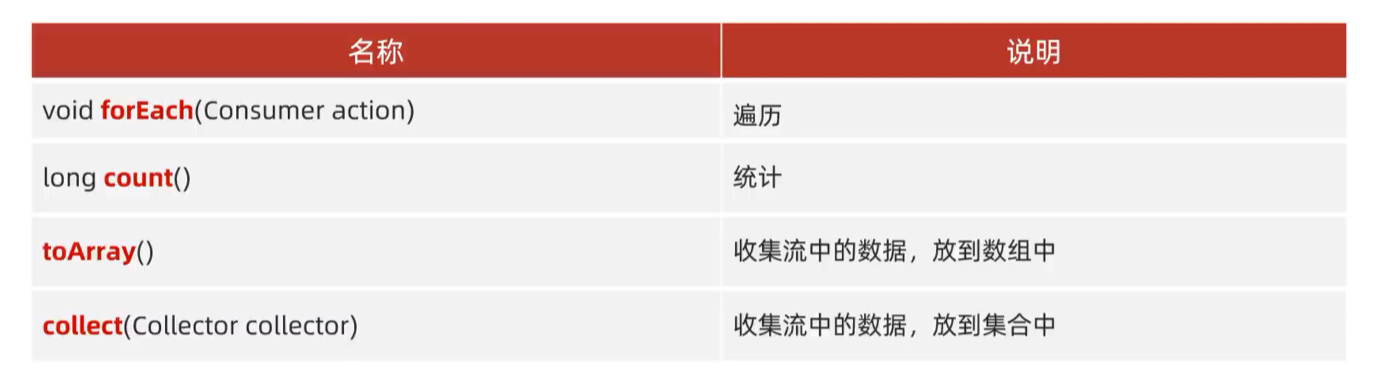 名称 说明
void forEach(Consumer action) 遍历
long count() 统计
toArray() 收集流中的数据，放到数组中
collect(Collector collector) 收集流中的数据，放到集合中